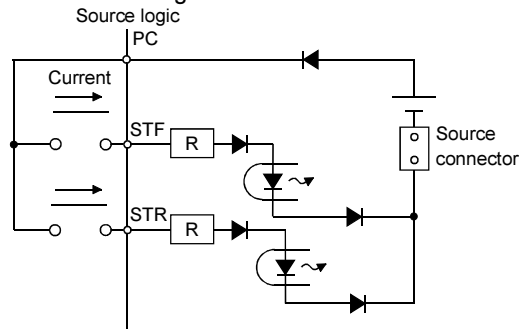 Source logic
PC
Current
STF
R
Source
connector
STR
R